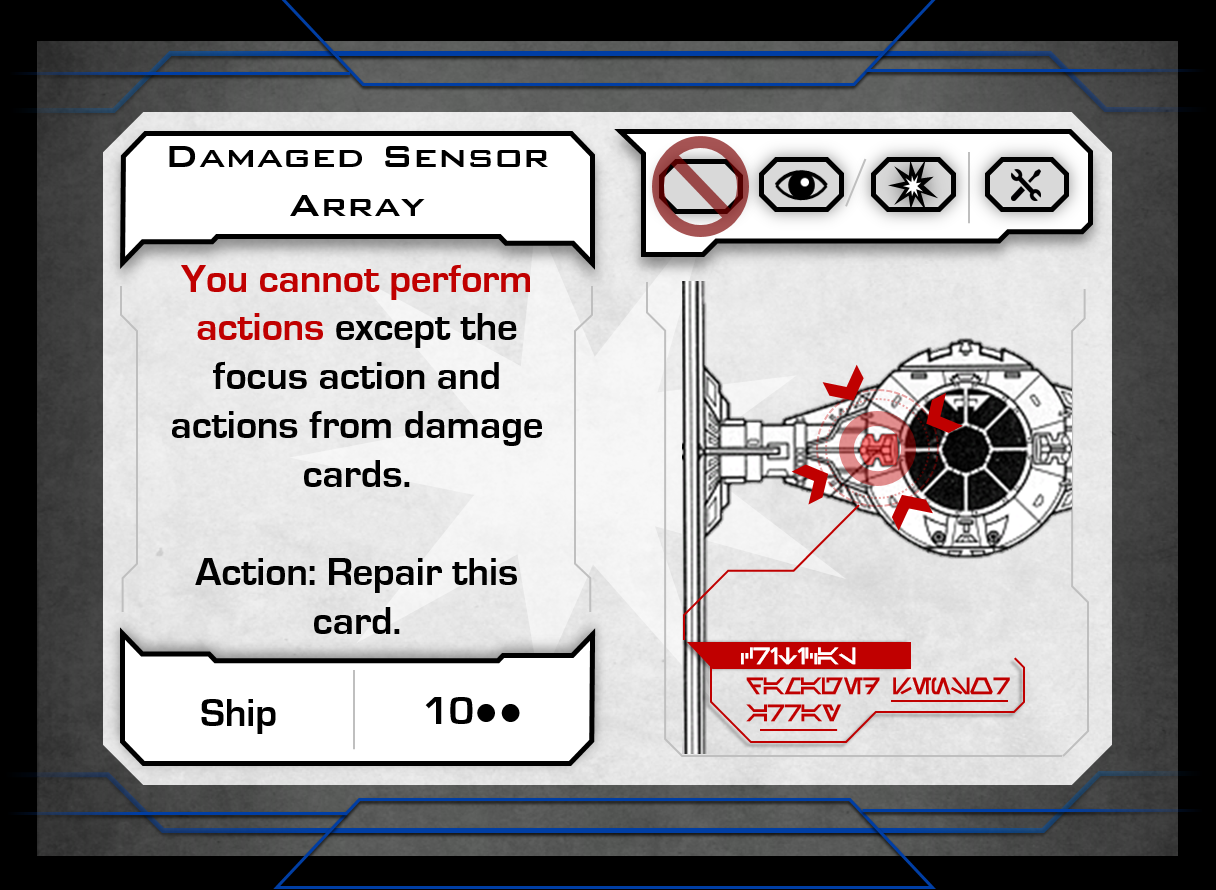 Damaged Sensor
Array
You cannot perform
actions except the
focus action and
actions from damage
cards.
Action: Repair this
card.
Ship
10●●